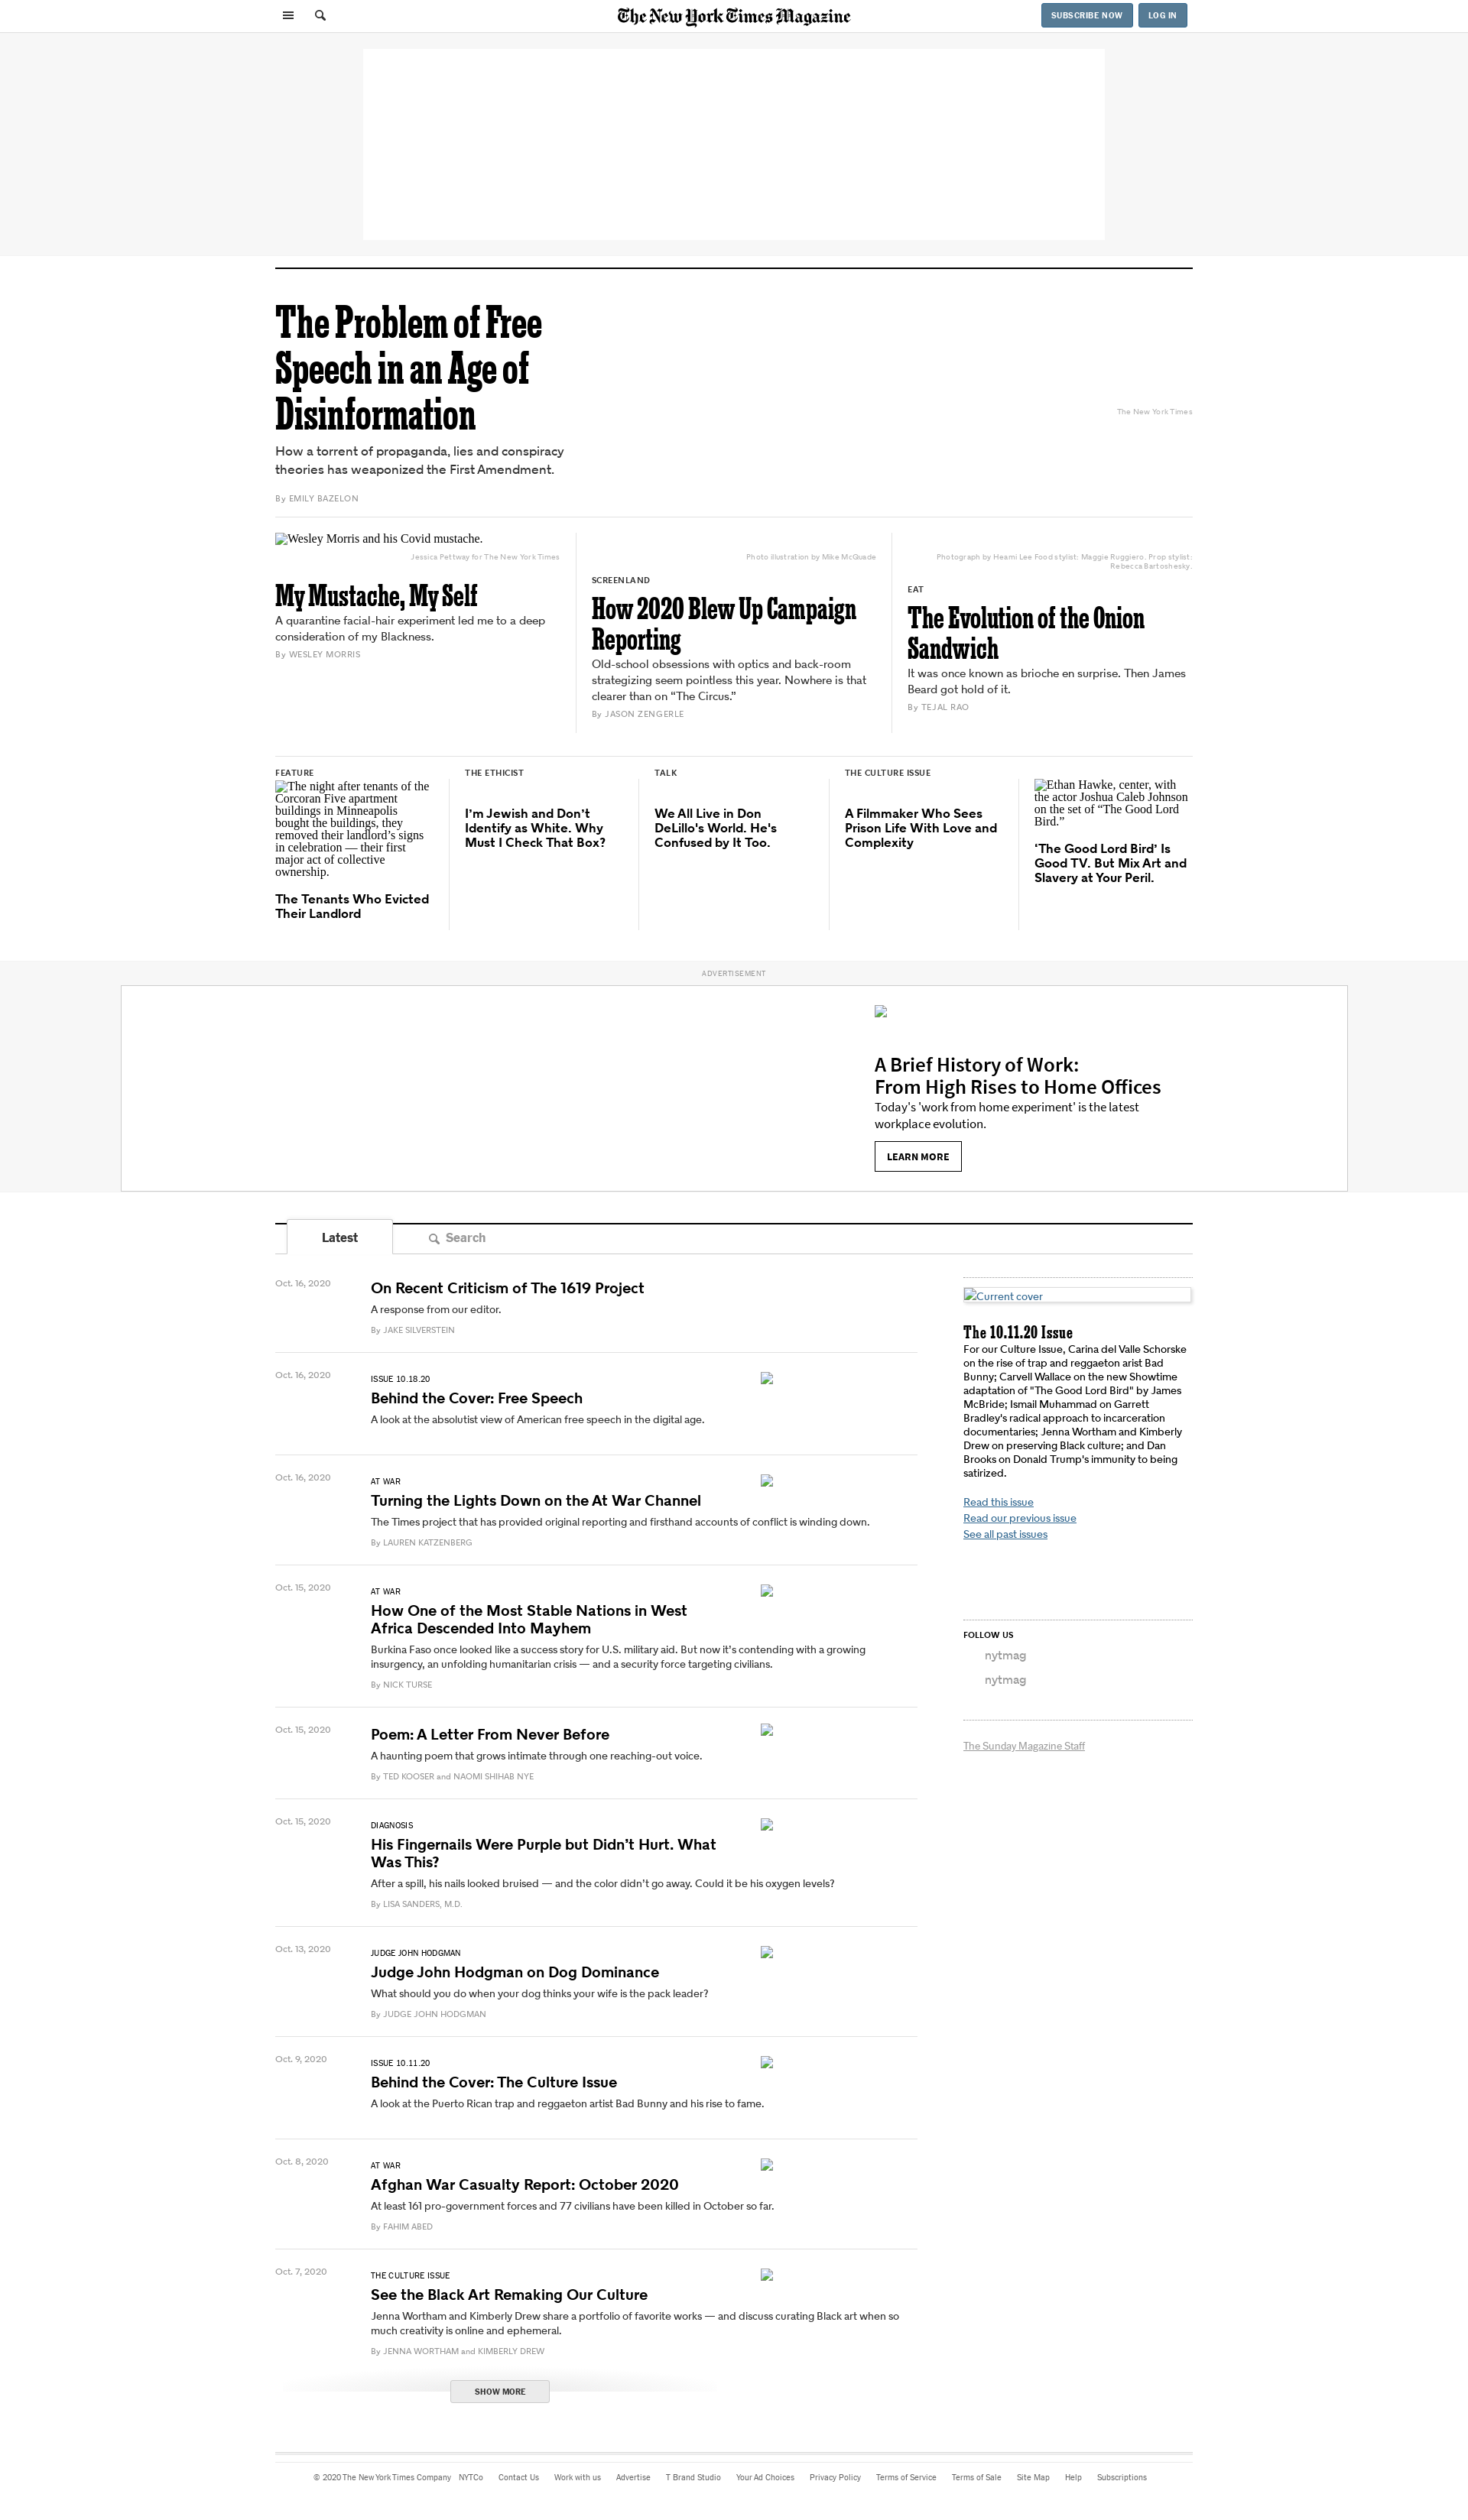 The New York Times Magazine
SUBSCRIBE NOW
LOG IN
The Problem of Free
Speech in an Age of
Disinformation
The New York Times
How a torrent of propaganda, lies and conspiracy
theories has weaponized the First Amendment.
By EMILY BAZELON
Wesley Morris and his Covid mustache.
Jessica Pettway for The New York Times
My Mustache, My Self
A quarantine facial-hair experiment led me to a deep
consideration of my Blackness.
By WESLEY MORRIS
Photo illustration by Mike McQuade
SCREENLAND
How 2020 Blew Up Campaign
Reporting
Old-school obsessions with optics and back-room
strategizing seem pointless this year. Nowhere is that
clearer than on “The Circus.”
By JASON ZENGERLE
Photograph by Heami Lee Food stylist: Maggie Ruggiero. Prop stylist:
Rebecca Bartoshesky.
EAT
The Evolution of the Onion
Sandwich
It was once known as brioche en surprise. Then James
Beard got hold of it.
By TEJAL RAO
FEATURE
The night after tenants of the
Corcoran Five apartment
buildings in Minneapolis
bought the buildings, they
removed their landlord’s signs
in celebration — their first
major act of collective
ownership.
The Tenants Who Evicted
Their Landlord
THE ETHICIST
I’m Jewish and Don’t
Identify as White. Why
Must I Check That Box?
TALK
We All Live in Don
DeLillo's World. He's
Confused by It Too.
THE CULTURE ISSUE
A Filmmaker Who Sees
Prison Life With Love and
Complexity
Ethan Hawke, center, with
the actor Joshua Caleb Johnson
on the set of “The Good Lord
Bird.”
‘The Good Lord Bird’ Is
Good TV. But Mix Art and
Slavery at Your Peril.
ADVERTISEMENT
A Brief History of Work:
From High Rises to Home Offices
Today's 'work from home experiment' is the latest
workplace evolution.
LEARN MORE
Latest
Search
Oct. 16, 2020
On Recent Criticism of The 1619 Project
A response from our editor.
By JAKE SILVERSTEIN
Oct. 16, 2020
ISSUE 10.18.20
Behind the Cover: Free Speech
A look at the absolutist view of American free speech in the digital age.
Oct. 16, 2020
AT WAR
Turning the Lights Down on the At War Channel
The Times project that has provided original reporting and firsthand accounts of conflict is winding down.
By LAUREN KATZENBERG
Oct. 15, 2020
AT WAR
How One of the Most Stable Nations in West
Africa Descended Into Mayhem
Burkina Faso once looked like a success story for U.S. military aid. But now it’s contending with a growing
insurgency, an unfolding humanitarian crisis — and a security force targeting civilians.
By NICK TURSE
Oct. 15, 2020
Poem: A Letter From Never Before
A haunting poem that grows intimate through one reaching-out voice.
By TED KOOSER and NAOMI SHIHAB NYE
Oct. 15, 2020
DIAGNOSIS
His Fingernails Were Purple but Didn’t Hurt. What
Was This?
After a spill, his nails looked bruised — and the color didn’t go away. Could it be his oxygen levels?
By LISA SANDERS, M.D.
Oct. 13, 2020
JUDGE JOHN HODGMAN
Judge John Hodgman on Dog Dominance
What should you do when your dog thinks your wife is the pack leader?
By JUDGE JOHN HODGMAN
Oct. 9, 2020
ISSUE 10.11.20
Behind the Cover: The Culture Issue
A look at the Puerto Rican trap and reggaeton artist Bad Bunny and his rise to fame.
Oct. 8, 2020
AT WAR
Afghan War Casualty Report: October 2020
At least 161 pro-government forces and 77 civilians have been killed in October so far.
By FAHIM ABED
Oct. 7, 2020
THE CULTURE ISSUE
See the Black Art Remaking Our Culture
Jenna Wortham and Kimberly Drew share a portfolio of favorite works — and discuss curating Black art when so
much creativity is online and ephemeral.
By JENNA WORTHAM and KIMBERLY DREW
SHOW MORE
Current cover
The 10.11.20 Issue
For our Culture Issue, Carina del Valle Schorske
on the rise of trap and reggaeton arist Bad
Bunny; Carvell Wallace on the new Showtime
adaptation of "The Good Lord Bird" by James
McBride; Ismail Muhammad on Garrett
Bradley's radical approach to incarceration
documentaries; Jenna Wortham and Kimberly
Drew on preserving Black culture; and Dan
Brooks on Donald Trump's immunity to being
satirized.
Read this issue
Read our previous issue
See all past issues
FOLLOW US
nytmag
nytmag
The Sunday Magazine Staff
© 2020 The New York Times Company NYTCo Contact Us Work with us Advertise T Brand Studio Your Ad Choices Privacy Policy Terms of Service Terms of Sale Site Map Help Subscriptions